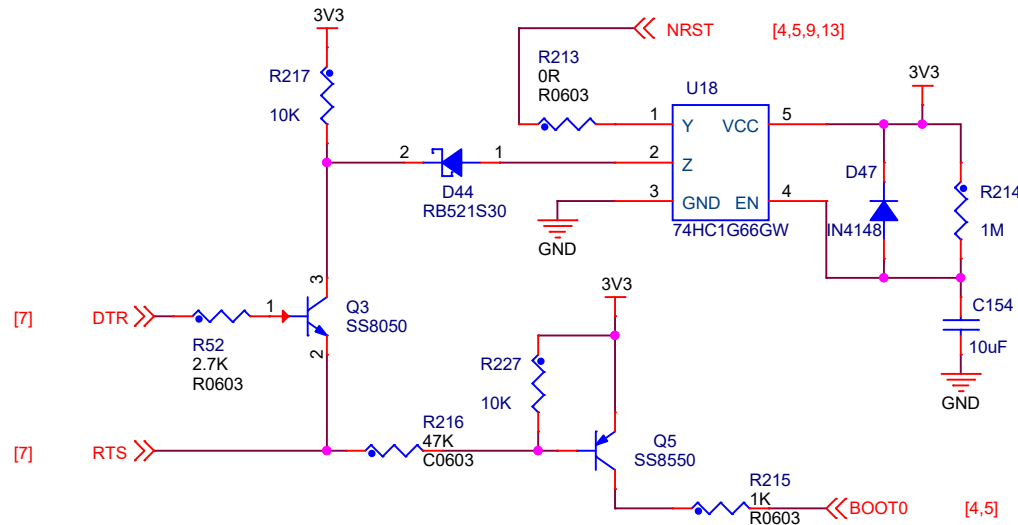 3V3
NRST [4,5,9,13]
R217
10K
R213
0R
R0603
U18
3V3
1 Y VCC 5
2 1 2 Z
D44
RB521S30
3 GND EN 4
GND
74HC1G66GW
D47
IN4148
R214
1M
3
[7] DTR 1 Q3
SS8050
R52
2.7K
R0603
2
3V3
C154
10uF
GND
R227
10K
[7] RTS
R216
47K
C0603
Q5
SS8550
R215
1K
R0603
BOOT0 [4,5]